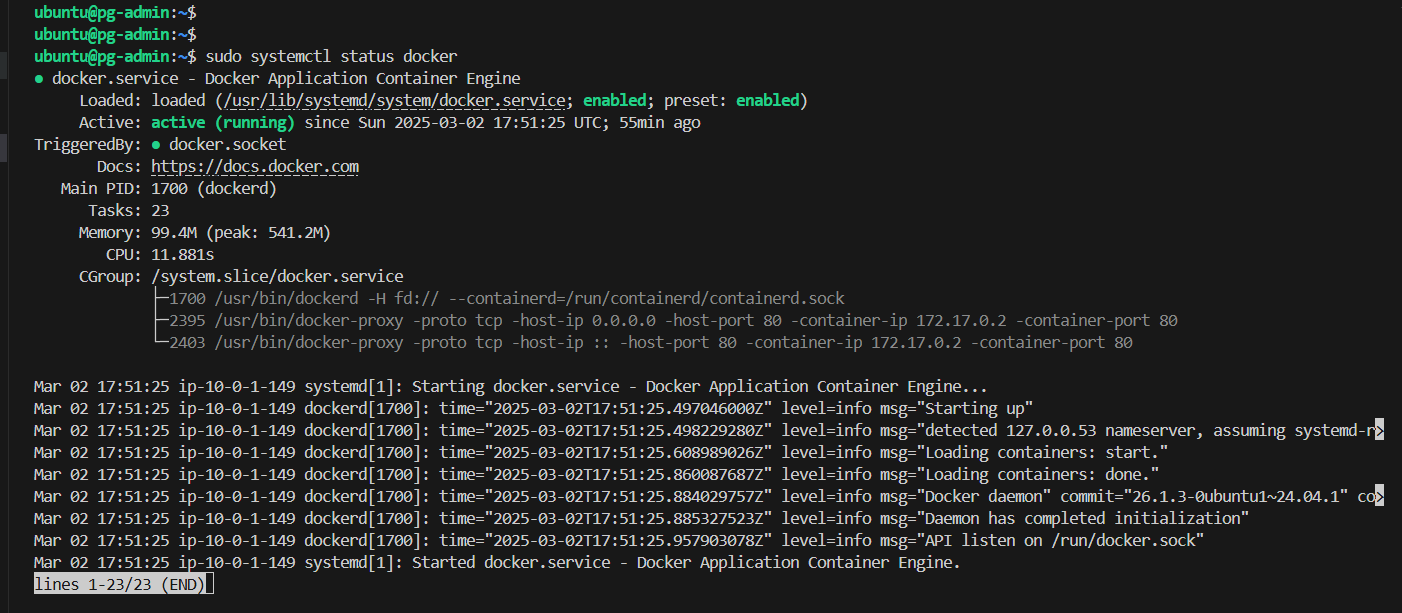 ubuntu@pg-admin:~$
ubuntu@pg-admin:~$
ubuntu@pg-admin:~$ sudo systemctl status docker
● docker.service - Docker Application Container Engine
     Loaded: loaded (/usr/lib/systemd/system/docker.service; enabled; preset: enabled)
     Active: active (running) since Sun 2025-03-02 17:51:25 UTC; 55min ago
TriggeredBy: ● docker.socket
       Docs: https://docs.docker.com
   Main PID: 1700 (dockerd)
      Tasks: 23
     Memory: 99.4M (peak: 541.2M)
        CPU: 11.881s
     CGroup: /system.slice/docker.service
             ├─1700 /usr/bin/dockerd -H fd:// --containerd=/run/containerd/containerd.sock
             ├─2395 /usr/bin/docker-proxy -proto tcp -host-ip 0.0.0.0 -host-port 80 -container-ip 172.17.0.2 -container-port 80
             └─2403 /usr/bin/docker-proxy -proto tcp -host-ip :: -host-port 80 -container-ip 172.17.0.2 -container-port 80

Mar 02 17:51:25 ip-10-0-1-149 systemd[1]: Starting docker.service - Docker Application Container Engine...
Mar 02 17:51:25 ip-10-0-1-149 dockerd[1700]: time="2025-03-02T17:51:25.497046000Z" level=info msg="Starting up"
Mar 02 17:51:25 ip-10-0-1-149 dockerd[1700]: time="2025-03-02T17:51:25.498229280Z" level=info msg="detected 127.0.0.53 nameserver, assuming systemd-r>
Mar 02 17:51:25 ip-10-0-1-149 dockerd[1700]: time="2025-03-02T17:51:25.608989026Z" level=info msg="Loading containers: start."
Mar 02 17:51:25 ip-10-0-1-149 dockerd[1700]: time="2025-03-02T17:51:25.860087687Z" level=info msg="Loading containers: done."
Mar 02 17:51:25 ip-10-0-1-149 dockerd[1700]: time="2025-03-02T17:51:25.884029757Z" level=info msg="Docker daemon" commit="26.1.3-0ubuntu1~24.04.1" co>
Mar 02 17:51:25 ip-10-0-1-149 dockerd[1700]: time="2025-03-02T17:51:25.885327523Z" level=info msg="Daemon has completed initialization"
Mar 02 17:51:25 ip-10-0-1-149 dockerd[1700]: time="2025-03-02T17:51:25.957903078Z" level=info msg="API listen on /run/docker.sock"
Mar 02 17:51:25 ip-10-0-1-149 systemd[1]: Started docker.service - Docker Application Container Engine.
lines 1-23/23 (END)